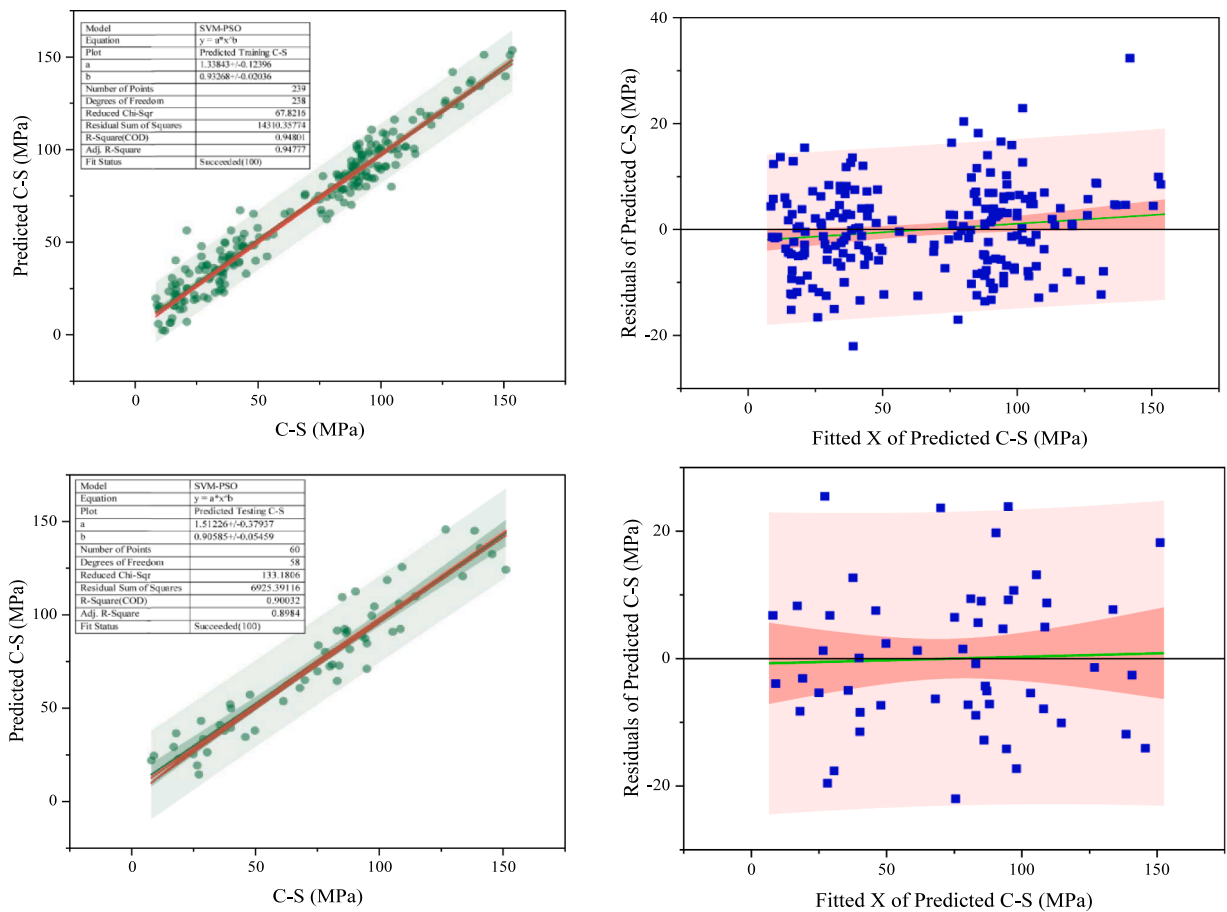 Model SVM-PSO
Equation y = a*x^b
Plot Predicted Training C-S
a 1.33843+/-0.12396
b 0.93268+/-0.02036
Number of Points 239
Degrees of Freedom 238
Reduced Chi-Sqr 67.8216
Residual Sum of Squares 14310.35774
R-Square(COD) 0.94801
Adj. R-Square 0.94777
Fit Status Succeeded(100)
150
100
50
0
Predicted C-S (MPa)
0 50 100 150
C-S (MPa)
40
20
0
-20
Residuals of Predicted C-S (MPa)
0 50 100 150
Fitted X of Predicted C-S (MPa)
Model SVM-PSO
Equation y = a*x^b
Plot Predicted Testing C-S
a 1.51226+/-0.37937
b 0.90585+/-0.05459
Number of Points 60
Degrees of Freedom 58
Reduced Chi-Sqr 133.1806
Residual Sum of Squares 6925.39116
R-Square(COD) 0.90032
Adj. R-Square 0.8984
Fit Status Succeeded(100)
150
100
50
0
Predicted C-S (MPa)
0 50 100 150
C-S (MPa)
20
0
-20
Residuals of Predicted C-S (MPa)
0 50 100 150
Fitted X of Predicted C-S (MPa)